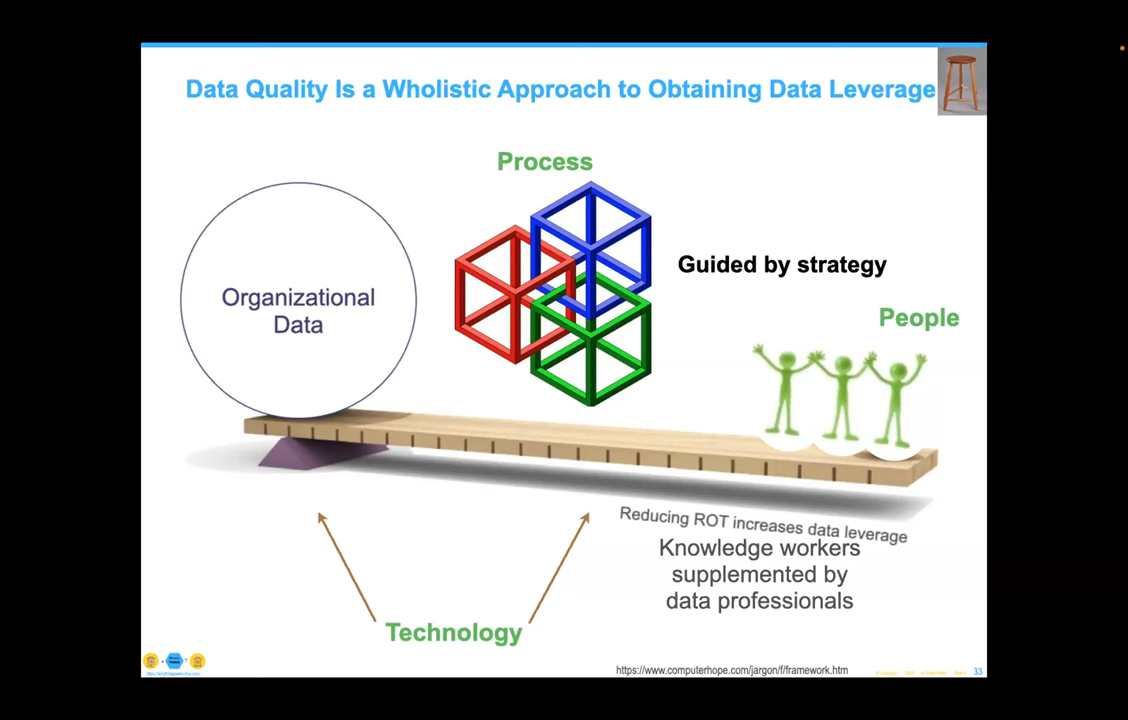 Data Quality Is a Wholistic Approach to Obtaining Data Leverage
Process
Guided by strategy
Organizational
Data
People
Reducing ROT increases data leverage
Knowledge workers
supplemented by
data professionals
Technology
https://www.computerhope.com/jargon/f/framework.htm
33